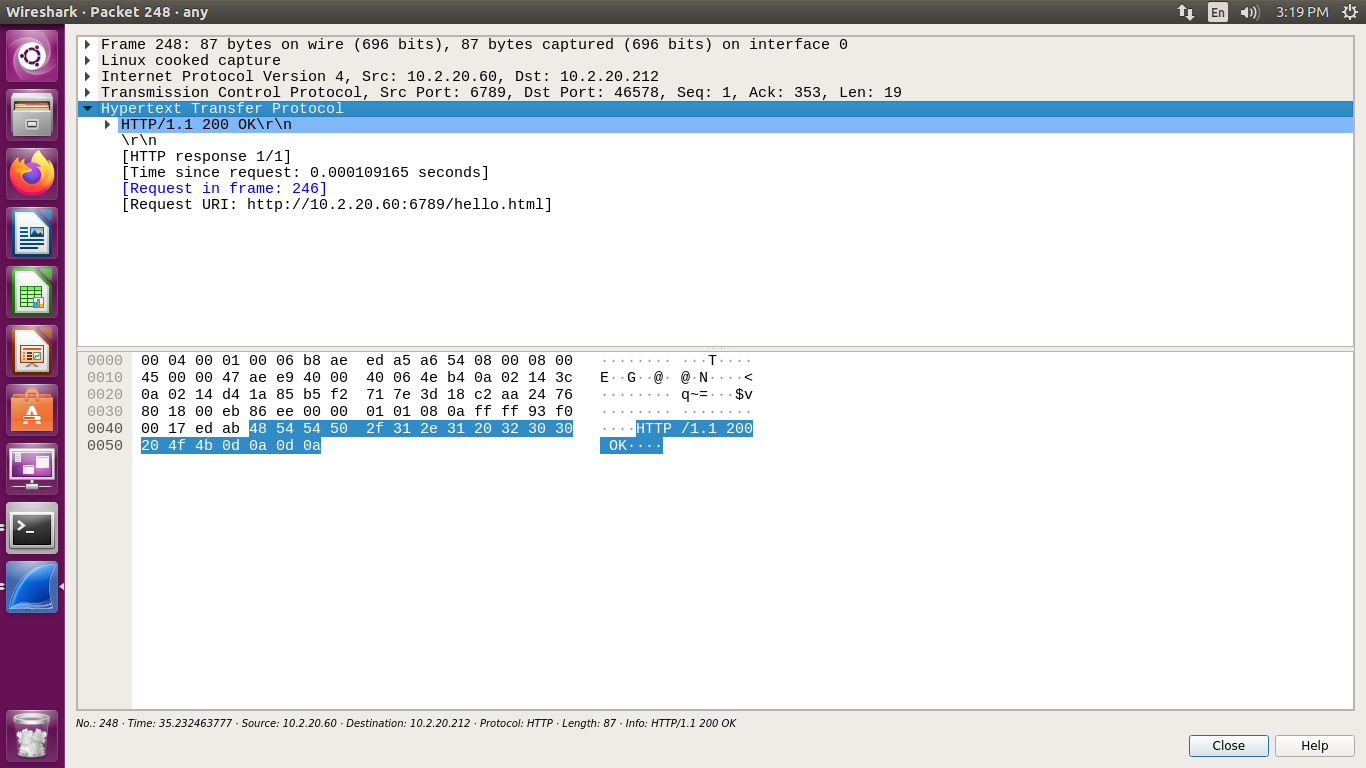 Wireshark · Packet 248 · any
En
3:19 PM
Frame 248: 87 bytes on wire (696 bits), 87 bytes captured (696 bits) on interface 0
Linux cooked capture
Internet Protocol Version 4, Src: 10.2.20.60, Dst: 10.2.20.212
Transmission Control Protocol, Src Port: 6789, Dst Port: 46578, Seq: 1, Ack: 353, Len: 19
Hypertext Transfer Protocol
HTTP/1.1 200 OK\r\n
\r\n
[HTTP response 1/1]
[Time since request: 0.000109165 seconds]
[Request in frame: 246]
[Request URI: http://10.2.20.60:6789/hello.html]
0000 00 04 00 01 00 06 b8 ae ed a5 a6 54 08 00 08 00 ········ ···T····
0010 45 00 00 47 ae e9 40 00 40 06 4e b4 0a 02 14 3c E··G··@· @·N····<
0020 0a 02 14 d4 1a 85 b5 f2 71 7e 3d 18 c2 aa 24 76 ········ q~=···$v
0030 80 18 00 eb 86 ee 00 00 01 01 08 0a ff ff 93 f0 ········ ········
0040 00 17 ed ab 48 54 54 50 2f 31 2e 31 20 32 30 30 ····HTTP /1.1 200
0050 20 4f 4b 0d 0a 0d 0a OK····
No.: 248 · Time: 35.232463777 · Source: 10.2.20.60 · Destination: 10.2.20.212 · Protocol: HTTP · Length: 87 · Info: HTTP/1.1 200 OK
Close
Help